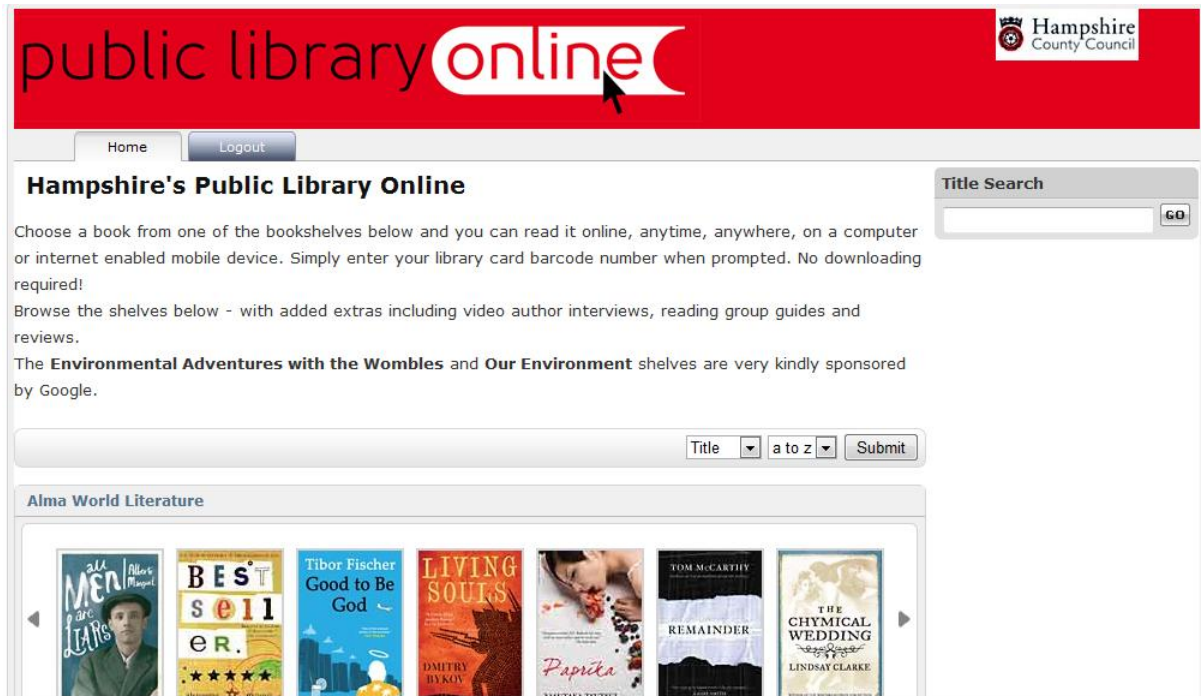 public library online
Hampshire
County Council
Home
Logout
Hampshire's Public Library Online
Choose a book from one of the bookshelves below and you can read it online, anytime, anywhere, on a computer
or internet enabled mobile device. Simply enter your library card barcode number when prompted. No downloading
required!
Browse the shelves below - with added extras including video author interviews, reading group guides and
reviews.
The Environmental Adventures with the Wombles and Our Environment shelves are very kindly sponsored
by Google.
Title Search
GO
Title
a to z
Submit
Alma World Literature
all
MEN
are
LIARS
Alberto
Manguel
BEST
sell
eR.
Tibor Fischer
Good to Be
God
LIVING
SOULS
DMITRY
BYKOV
Paprika
TOM McCARTHY
REMAINDER
THE
CHYMICAL
WEDDING
LINDSAY CLARKE